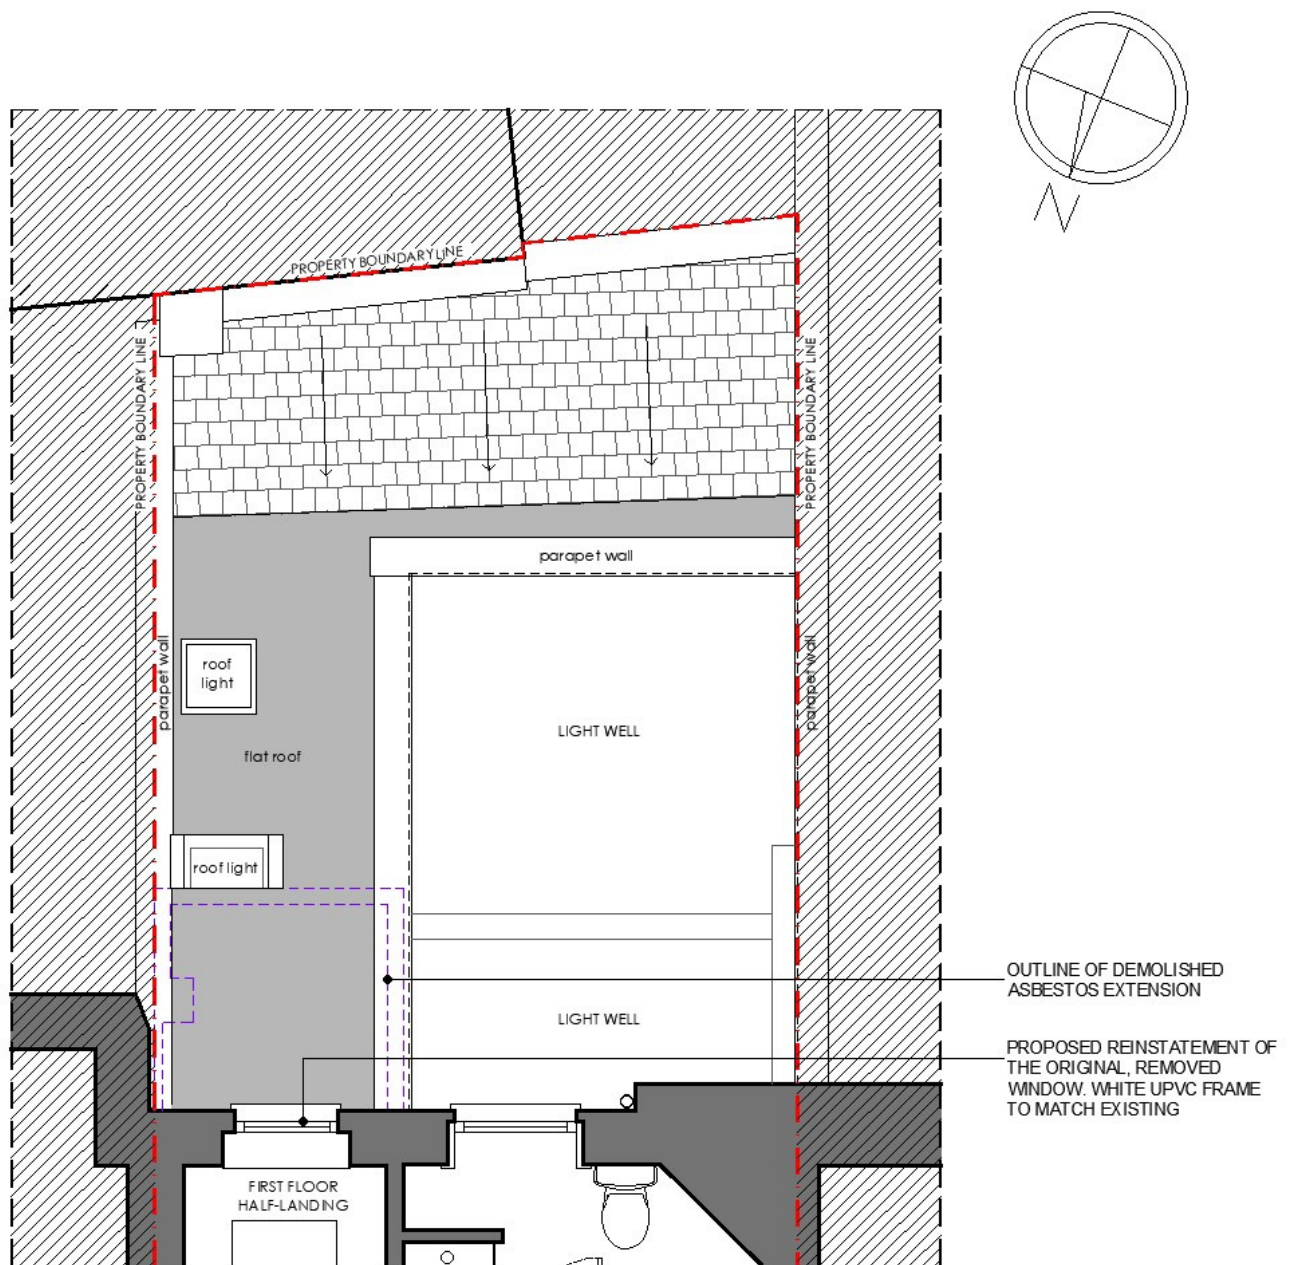 N
PROPERTY BOUNDARY LINE
PROPERTY BOUNDARY LINE
PROPERTY BOUNDARY LINE
parapet wall
parapet wall
parapet wall
roof
light
LIGHT WELL
flat roof
roof light
OUTLINE OF DEMOLISHED
ASBESTOS EXTENSION
LIGHT WELL
PROPOSED REINSTATEMENT OF
THE ORIGINAL, REMOVED
WINDOW. WHITE UPVC FRAME
TO MATCH EXISTING
FIRST FLOOR
HALF-LANDING